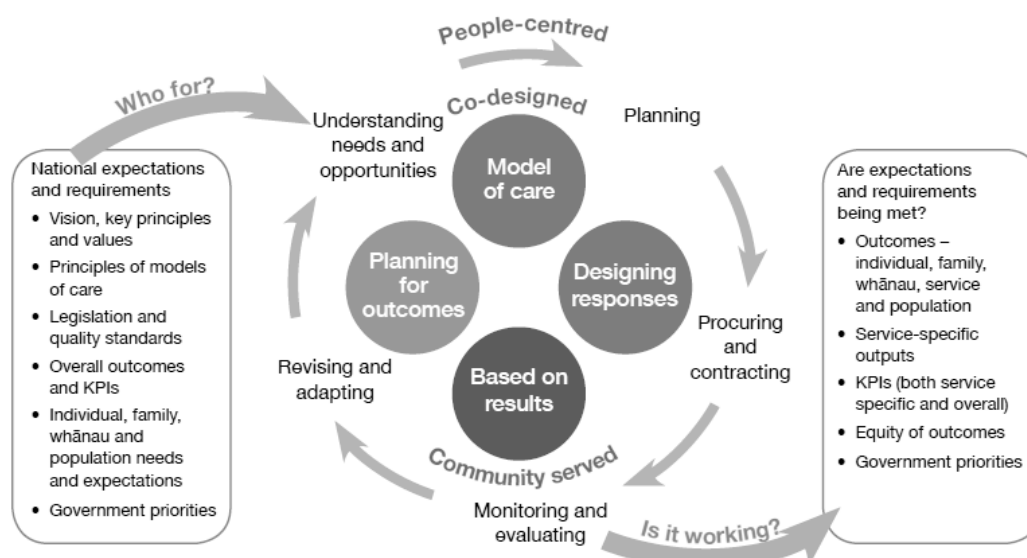 People-centred
Who for?
Co-designed
Understanding
needs and
opportunities
Planning
Model
of care
Planning
for
outcomes
Designing
responses
Based on
results
Procuring
and
contracting
Revising and
adapting
Community served
Monitoring and
evaluating
Is it working?
National expectations
and requirements
• Vision, key principles
and values
• Principles of models
of care
• Legislation and
quality standards
• Overall outcomes
and KPIs
• Individual, family,
whānau and
population needs
and expectations
• Government priorities
Are expectations
and requirements
being met?
• Outcomes –
individual, family,
whānau, service
and population
• Service-specific
outputs
• KPIs (both service
specific and overall)
• Equity of outcomes
• Government priorities